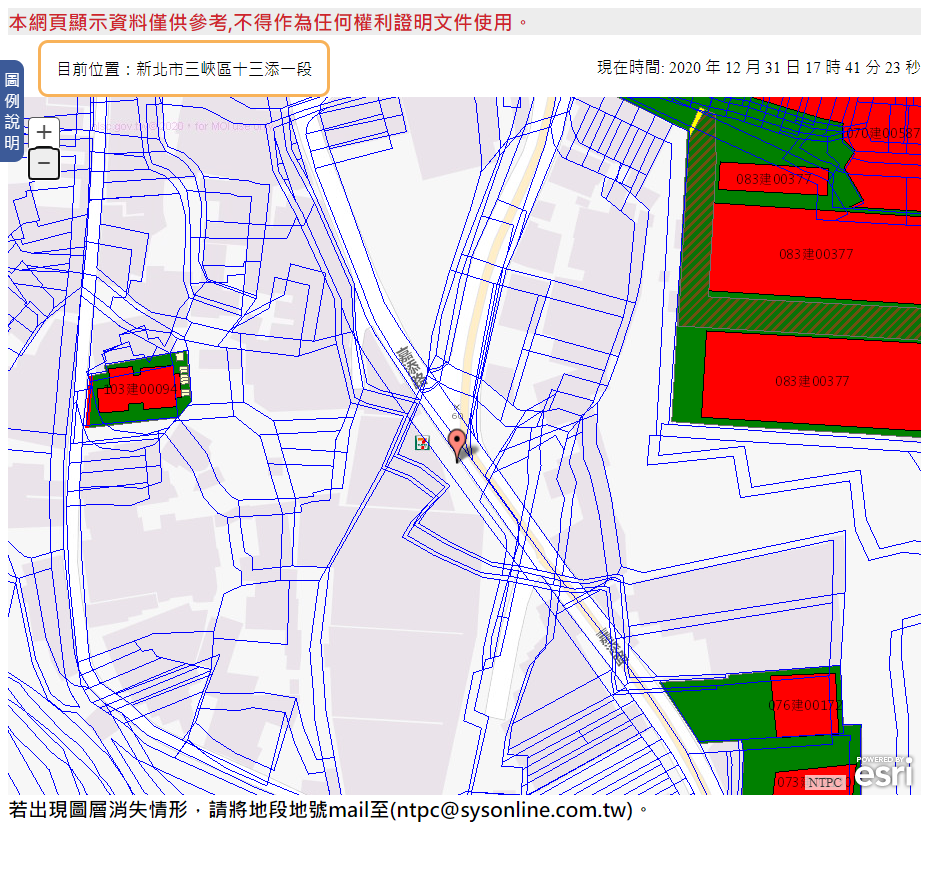 本網頁顯示資料僅供參考,不得作為任何權利證明文件使用。
目前位置：新北市三峽區十三添一段
現在時間: 2020 年 12 月 31 日 17 時 41 分 23 秒
圖例說明
+
−
070建00587
083建00377
083建00377
083建00377
103建00094
60
7
076建00172
POWERED BY
esri
NTPC
若出現圖層消失情形，請將地段地號mail至(ntpc@sysonline.com.tw)。